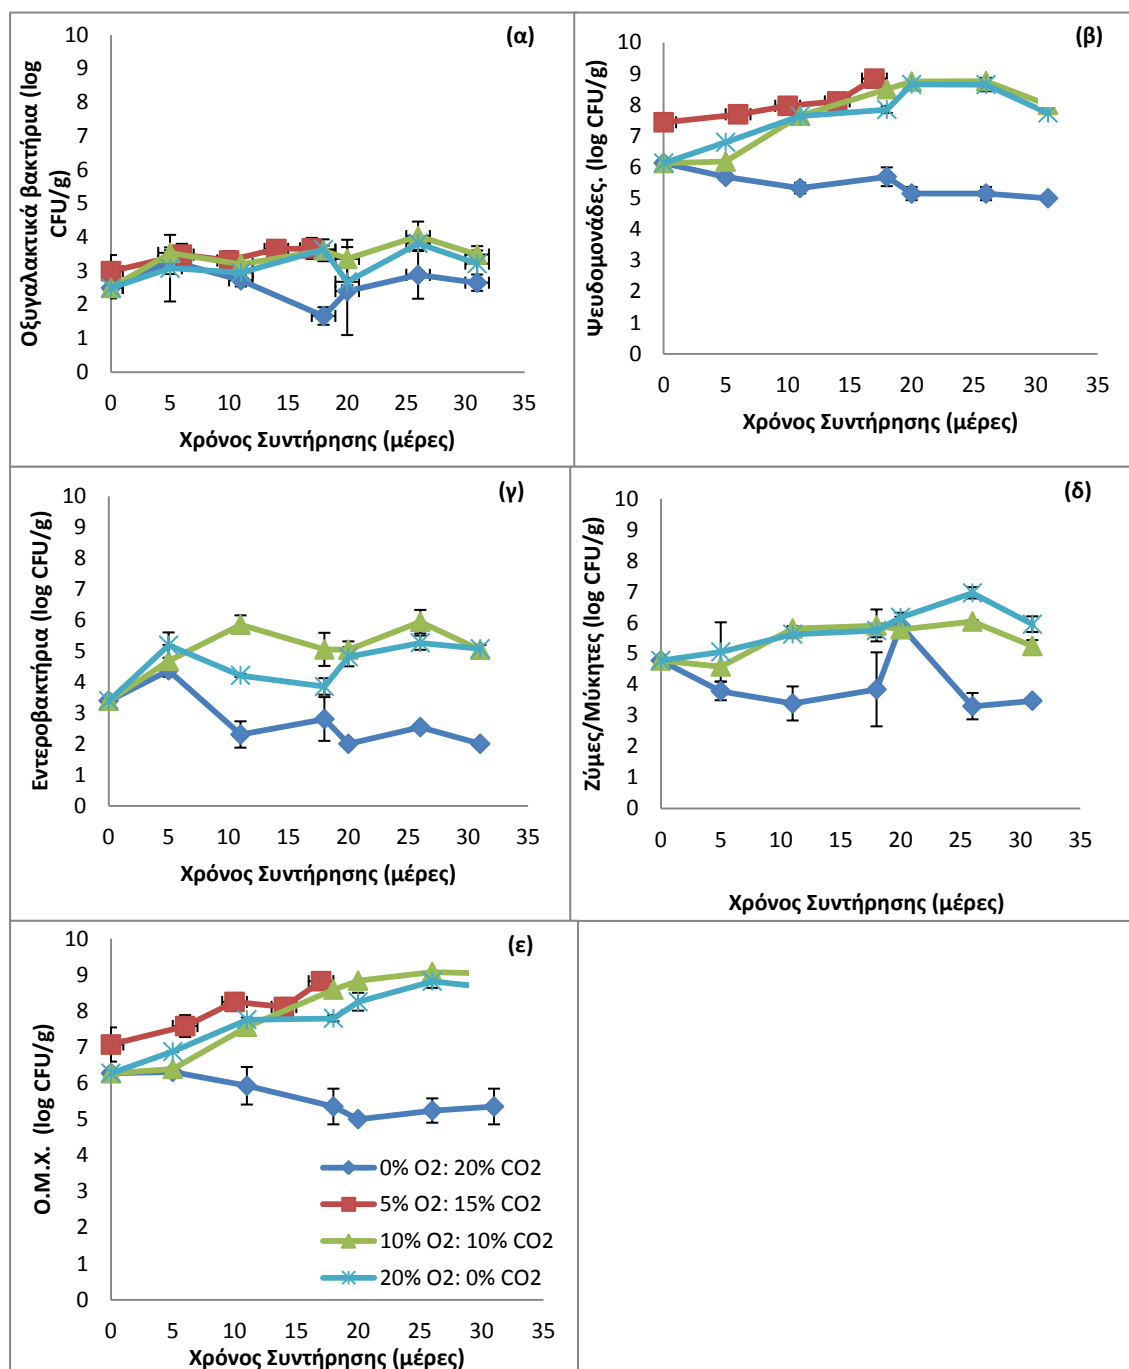 (α)
Οξυγαλακτικά βακτήρια (log
CFU/g)
10
9
8
7
6
5
4
3
2
1
0
0 5 10 15 20 25 30 35
Χρόνος Συντήρησης (μέρες)
(β)
Ψευδομονάδες. (log CFU/g)
10
9
8
7
6
5
4
3
2
1
0
0 5 10 15 20 25 30 35
Χρόνος Συντήρησης (μέρες)
(γ)
Εντεροβακτήρια (log CFU/g)
10
9
8
7
6
5
4
3
2
1
0
0 5 10 15 20 25 30 35
Χρόνος Συντήρησης (μέρες)
(δ)
Ζύμες/Μύκητες (log CFU/g)
10
9
8
7
6
5
4
3
2
1
0
0 5 10 15 20 25 30 35
Χρόνος Συντήρησης (μέρες)
(ε)
Ο.Μ.Χ. (log CFU/g)
10
9
8
7
6
5
4
3
2
1
0
0% O2: 20% CO2
5% O2: 15% CO2
10% O2: 10% CO2
20% O2: 0% CO2
0 5 10 15 20 25 30 35
Χρόνος Συντήρησης (μέρες)